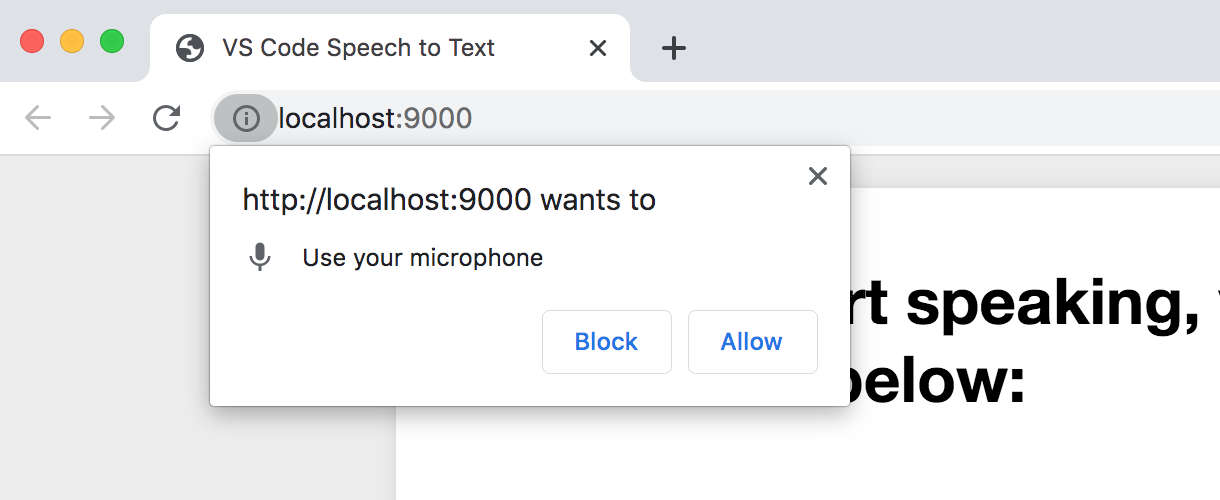 VS Code Speech to Text
localhost:9000
http://localhost:9000 wants to
Use your microphone
Block Allow
speaking,
below: